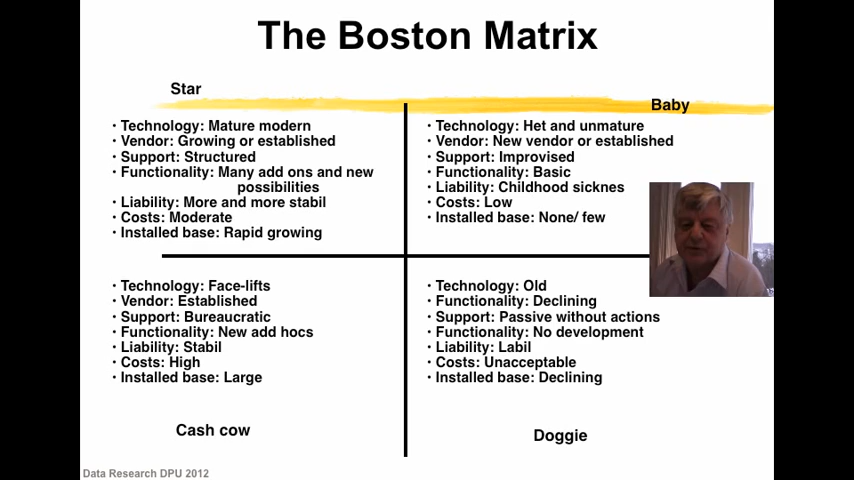 The Boston Matrix
Star
Baby
• Technology: Mature modern
• Vendor: Growing or established
• Support: Structured
• Functionality: Many add ons and new
possibilities
• Liability: More and more stabil
• Costs: Moderate
• Installed base: Rapid growing
• Technology: Het and unmature
• Vendor: New vendor or established
• Support: Improvised
• Functionality: Basic
• Liability: Childhood sicknes
• Costs: Low
• Installed base: None/ few
• Technology: Face-lifts
• Vendor: Established
• Support: Bureaucratic
• Functionality: New add hocs
• Liability: Stabil
• Costs: High
• Installed base: Large
• Technology: Old
• Functionality: Declining
• Support: Passive without actions
• Functionality: No development
• Liability: Labil
• Costs: Unacceptable
• Installed base: Declining
Cash cow
Doggie
Data Research DPU 2012